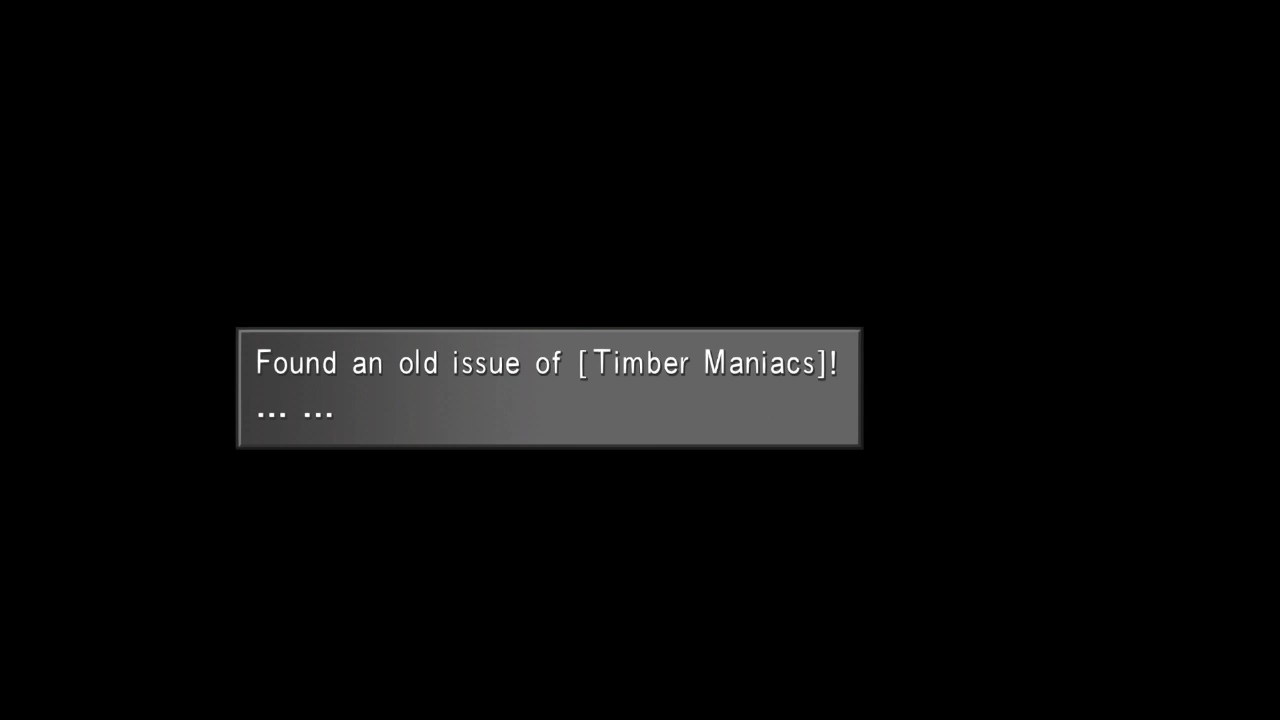 Found an old issue of [Timber Maniacs]!
... ...